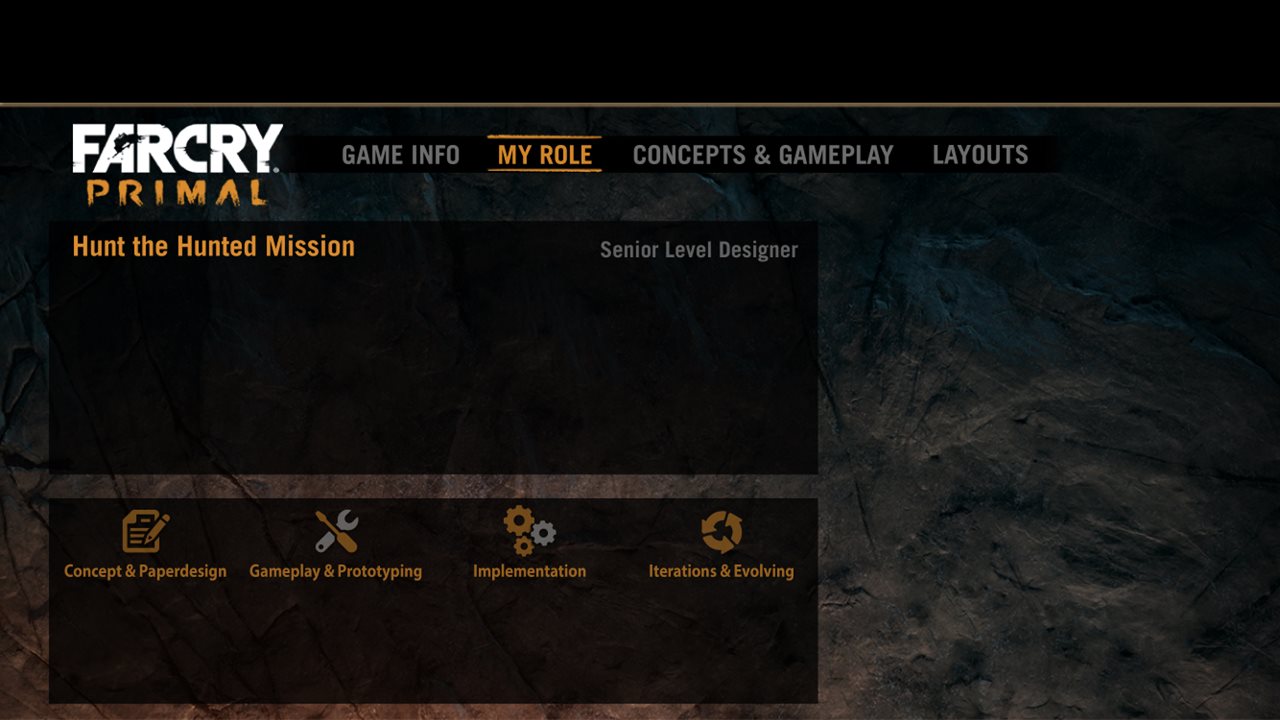 FARCRY
PRIMAL
GAME INFO MY ROLE CONCEPTS & GAMEPLAY LAYOUTS
Hunt the Hunted Mission Senior Level Designer
Concept & Paperdesign Gameplay & Prototyping Implementation Iterations & Evolving